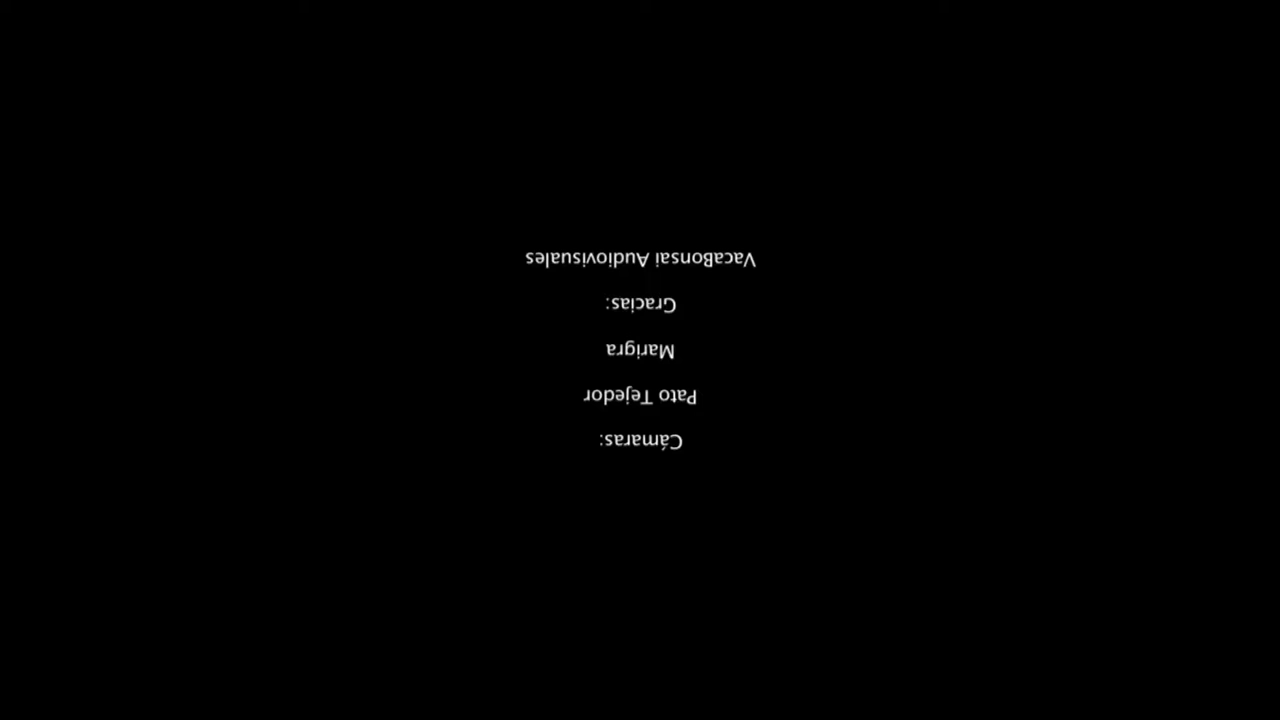 Cámaras:
Pato Tejedor
Marigra
Gracias:
VacaBonsai Audiovisuales